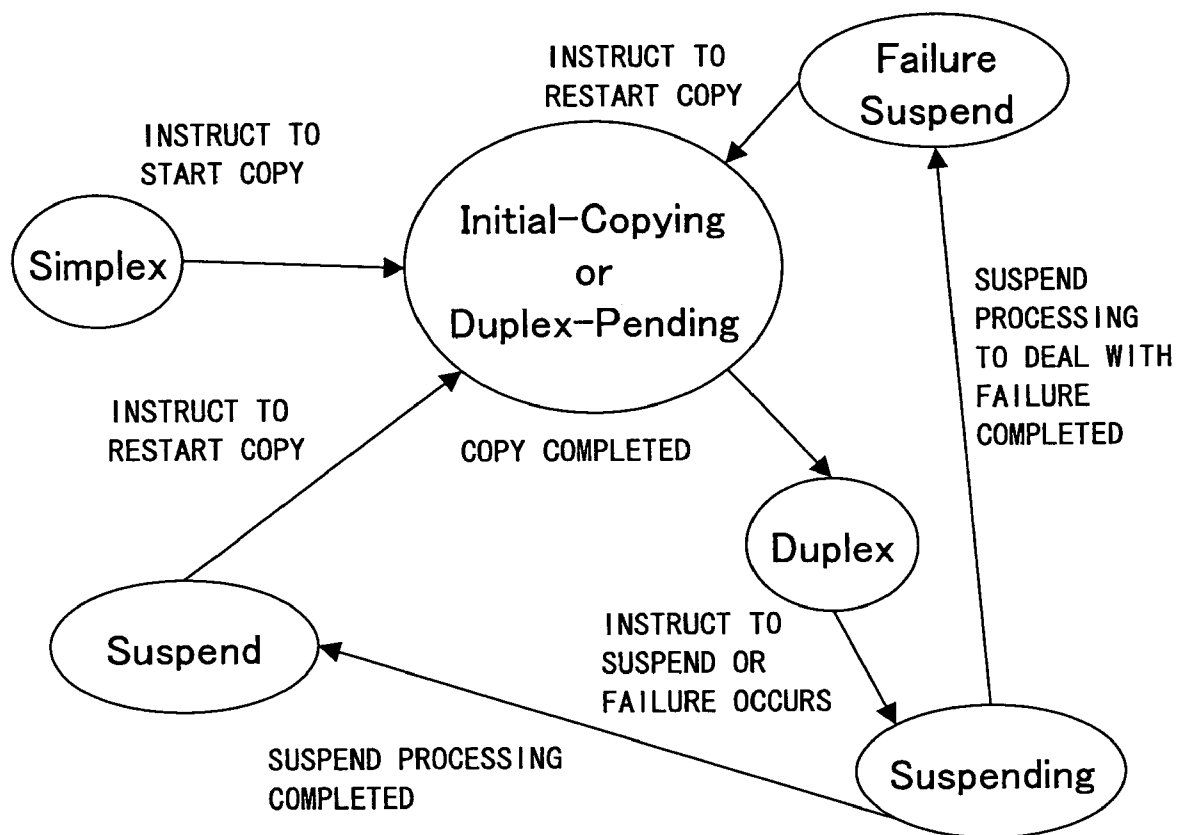 INSTRUCT TO
RESTART COPY
Failure
Suspend
INSTRUCT TO
START COPY
Simplex
Initial-Copying
or
Duplex-Pending
SUSPEND
PROCESSING
TO DEAL WITH
FAILURE
COMPLETED
INSTRUCT TO
RESTART COPY
COPY COMPLETED
Duplex
Suspend
INSTRUCT TO
SUSPEND OR
FAILURE OCCURS
SUSPEND PROCESSING
COMPLETED
Suspending